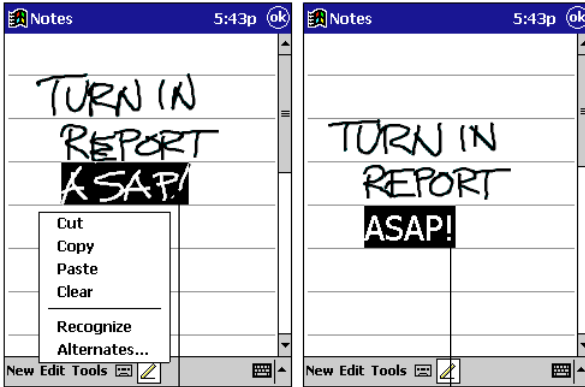 Notes 5:43p ok
TURN IN
REPORT
ASAP!
Cut
Copy
Paste
Clear
Recognize
Alternates...
New Edit Tools
Notes 5:43p ok
TURN IN
REPORT
ASAP!
New Edit Tools